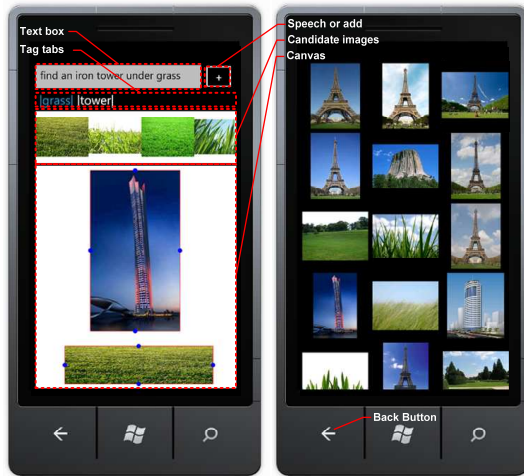 Text box
Tag tabs
Speech or add
Candidate images
Canvas
find an iron tower under grass
+
|grass| |tower|
Back Button